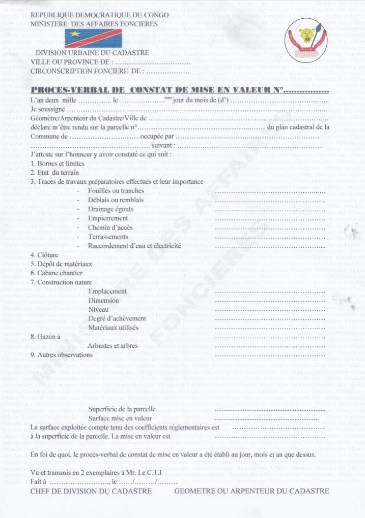 REPUBLIQUE DEMOCRATIQUE DU CONGO
MINISTERE DES AFFAIRES FONCIERES
DIVISION URBAINE DU CADASTRE
VILLE OU PROVINCE DE : ................................
CIRCONSCRIPTION FONCIERE DE : ......................
PROCES-VERBAL DE CONSTAT DE MISE EN VALEUR N°................
L'an deux mille ............... le .................ème jour du mois de (d') ................................
Je soussigné ................................
Géomètre/Arpenteur du Cadastre/Ville de ................................
déclare m'être rendu sur la parcelle n°................................ du plan cadastral de la
Commune de ........................occupée par ................................
................................ suivant : ................................
J'atteste sur l'honneur y avoir constaté ce qui suit :
1. Bornes et limites
2. Etat du terrain
3. Traces de travaux préparatoires effectués et leur importance
- Fouilles ou tranches ................................
- Déblais ou remblais ................................
- Drainage égouts ................................
- Empierrement ................................
- Chemin d'accès ................................
- Terrassements ................................
- Raccordement d'eau et électricité ................................
4. Clôture
5. Dépôt de matériaux
6. Cabane chantier
7. Construction nature
Emplacement ................................
Dimension ................................
Niveau ................................
Degré d'achèvement ................................
Matériaux utilisés ................................
8. Gazon à
Arbustes et arbres ................................
9. Autres observations ................................
MINISTERE DES AFFAIRES FONCIERES
Superficie de la parcelle ................................
Surface mise en valeur ................................
La surface exploitée compte tenu des coefficients réglementaires est ................................
à la superficie de la parcelle. La mise en valeur est ................................
En foi de quoi, le procès-verbal de constat de mise en valeur a été établi au jour, mois et an que dessus.
Vu et transmis en 2 exemplaires à Mr. Le C.T.I
Fait à ......................, le ....../........./.........
CHEF DE DIVISION DU CADASTRE GEOMETRE OU ARPENTEUR DU CADASTRE